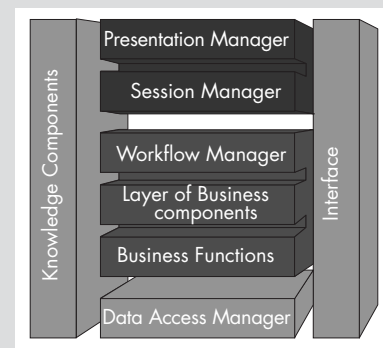 Knowledge Components
Presentation Manager
Session Manager
Workflow Manager
Layer of Business
components
Business Functions
Data Access Manager
Interface